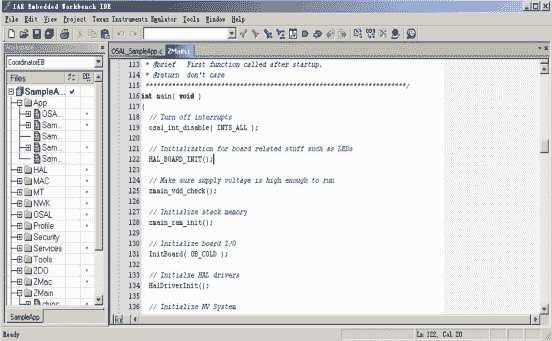 IAR Embedded Workbench IDE
File Edit View Project Texas Instruments Emulator Tools Window Help
Workspace
CoordinatorEB
Files
SampleA...
App
OSA...
Sam...
Sam...
Sam...
Sam...
HAL
MAC
MT
NWK
OSAL
Profile
Security
Services
Tools
ZDO
ZMac
ZMain
chipc...
SampleApp
OSAL_SampleApp.c ZMain.c
113 * @brief First function called after startup.
114 * @return don't care
115 *****************************************************************/
116 int main( void )
117 {
118 // Turn off interrupts
119 osal_int_disable( INTS_ALL );
120
121 // Initialization for board related stuff such as LEDs
122 HAL_BOARD_INIT();
123
124 // Make sure supply voltage is high enough to run
125 zmain_vdd_check();
126
127 // Initialize stack memory
128 zmain_ram_init();
129
130 // Initialize board I/O
131 InitBoard( OB_COLD );
132
133 // Initialze HAL drivers
134 HalDriverInit();
135
136 // Initialize NV System
Ready
Ln 122, Col 20